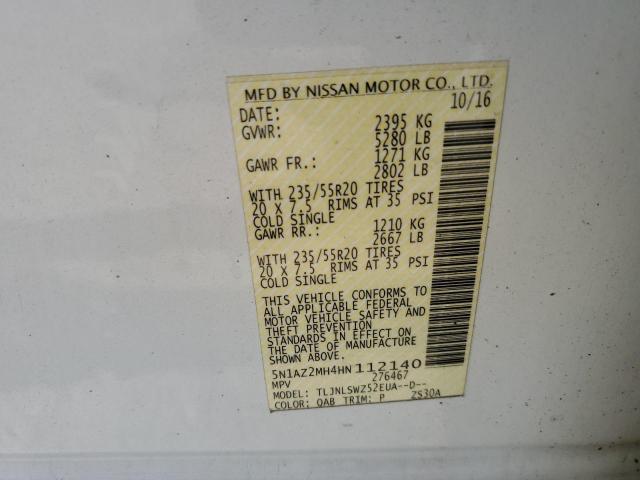 MFD BY NISSAN MOTOR CO., LTD.
DATE: 10/16
GVWR: 2395 KG
5280 LB
GAWR FR.: 1271 KG
2802 LB
WITH 235/55R20 TIRES
20 X 7.5 RIMS AT 35 PSI
COLD SINGLE
GAWR RR.: 1210 KG
2667 LB
WITH 235/55R20 TIRES
20 X 7.5 RIMS AT 35 PSI
COLD SINGLE
THIS VEHICLE CONFORMS TO
ALL APPLICABLE FEDERAL
MOTOR VEHICLE SAFETY AND
THEFT PREVENTION
STANDARDS IN EFFECT ON
THE DATE OF MANUFACTURE
SHOWN ABOVE.
5N1AZ2MH4HN112140
MPV 276467
MODEL: TLJNLSWZ52EUA--D--
COLOR: QAB TRIM: P ZS30A